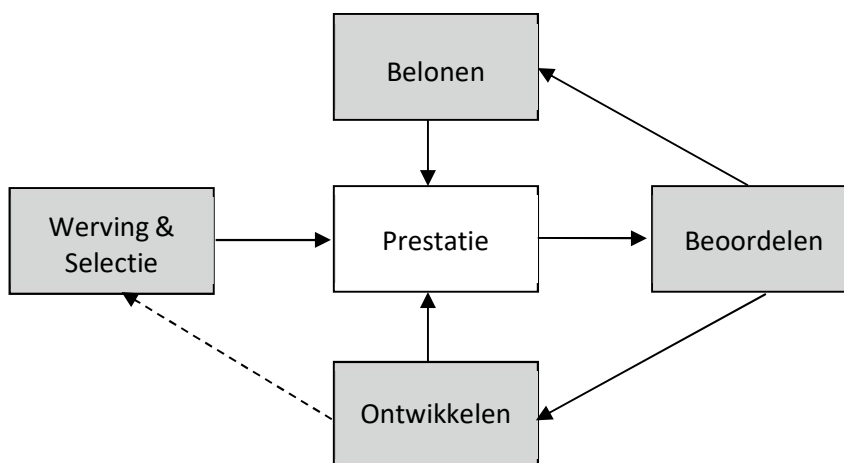 Belonen
Werving &
Selectie
Prestatie
Beoordelen
Ontwikkelen